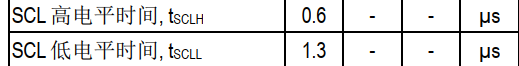 SCL 高电平时间, tSCLH 0.6 - - μs
SCL 低电平时间, tSCLL 1.3 - - μs